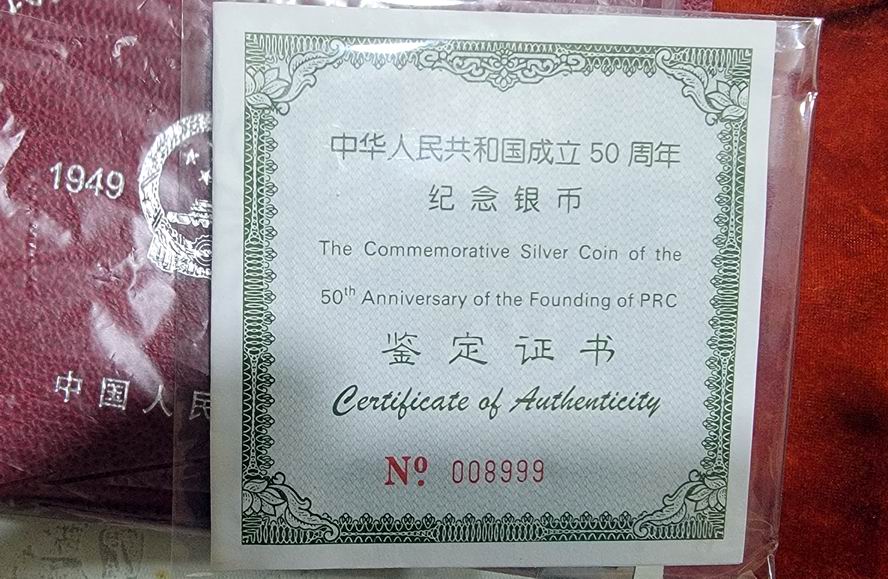 1949
中国人民
中华人民共和国成立50周年
纪念银币
The Commemorative Silver Coin of the
50th Anniversary of the Founding of PRC
鉴定证书
Certificate of Authenticity
Nº. 008999